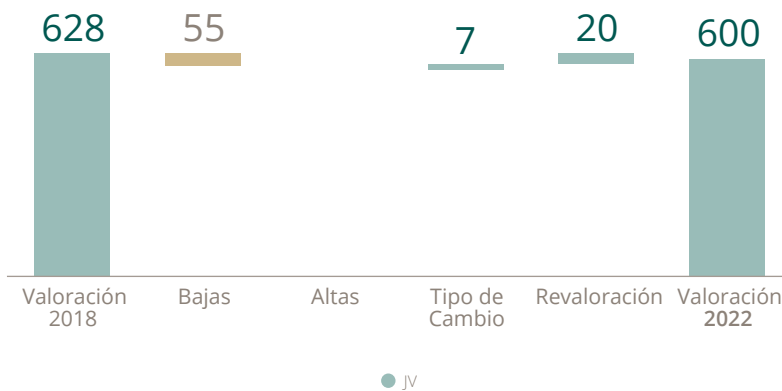 628
55
7
20
600
Valoración
2018
Bajas
Altas
Tipo de
Cambio
Revaloración
Valoración
2022
JV